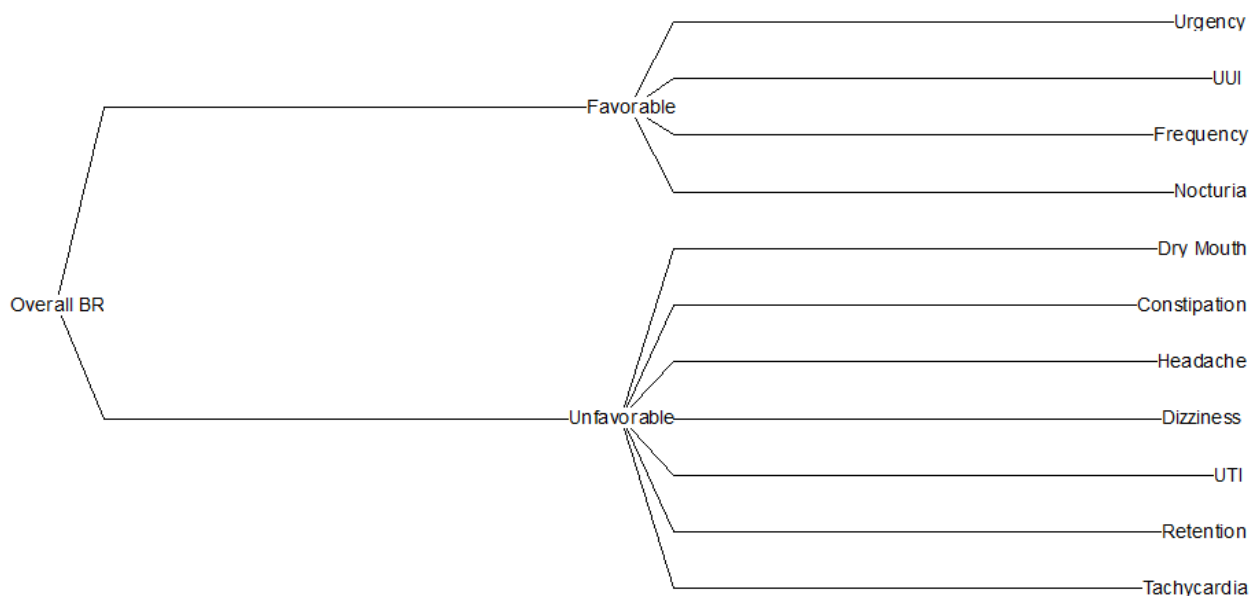 Overall BR
Favorable
Urgency
UUI
Frequency
Nocturia
Unfavorable
Dry Mouth
Constipation
Headache
Dizziness
UTI
Retention
Tachycardia